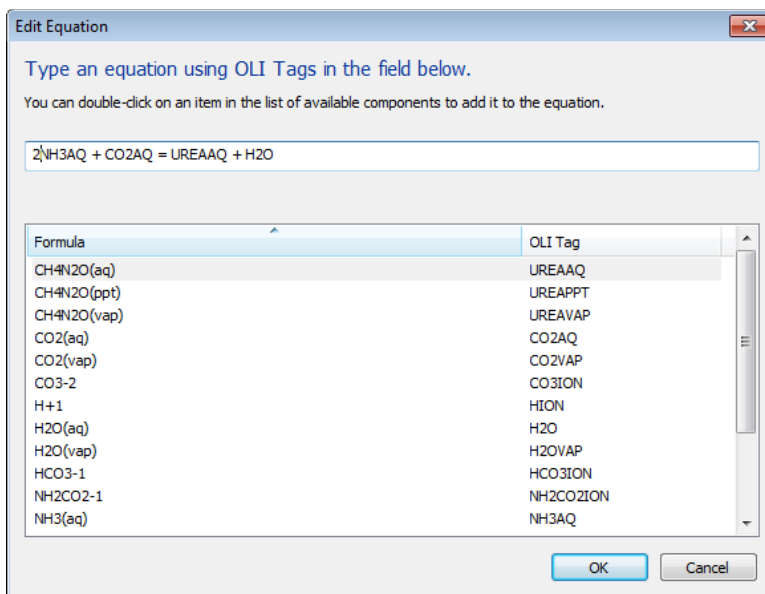 Edit Equation
Type an equation using OLI Tags in the field below.
You can double-click on an item in the list of available components to add it to the equation.
2NH3AQ + CO2AQ = UREAAQ + H2O
Formula OLI Tag
CH4N2O(aq) UREAAQ
CH4N2O(ppt) UREAPPT
CH4N2O(vap) UREAVAP
CO2(aq) CO2AQ
CO2(vap) CO2VAP
CO3-2 CO3ION
H+1 HION
H2O(aq) H2O
H2O(vap) H2OVAP
HCO3-1 HCO3ION
NH2CO2-1 NH2CO2ION
NH3(aq) NH3AQ
OK Cancel